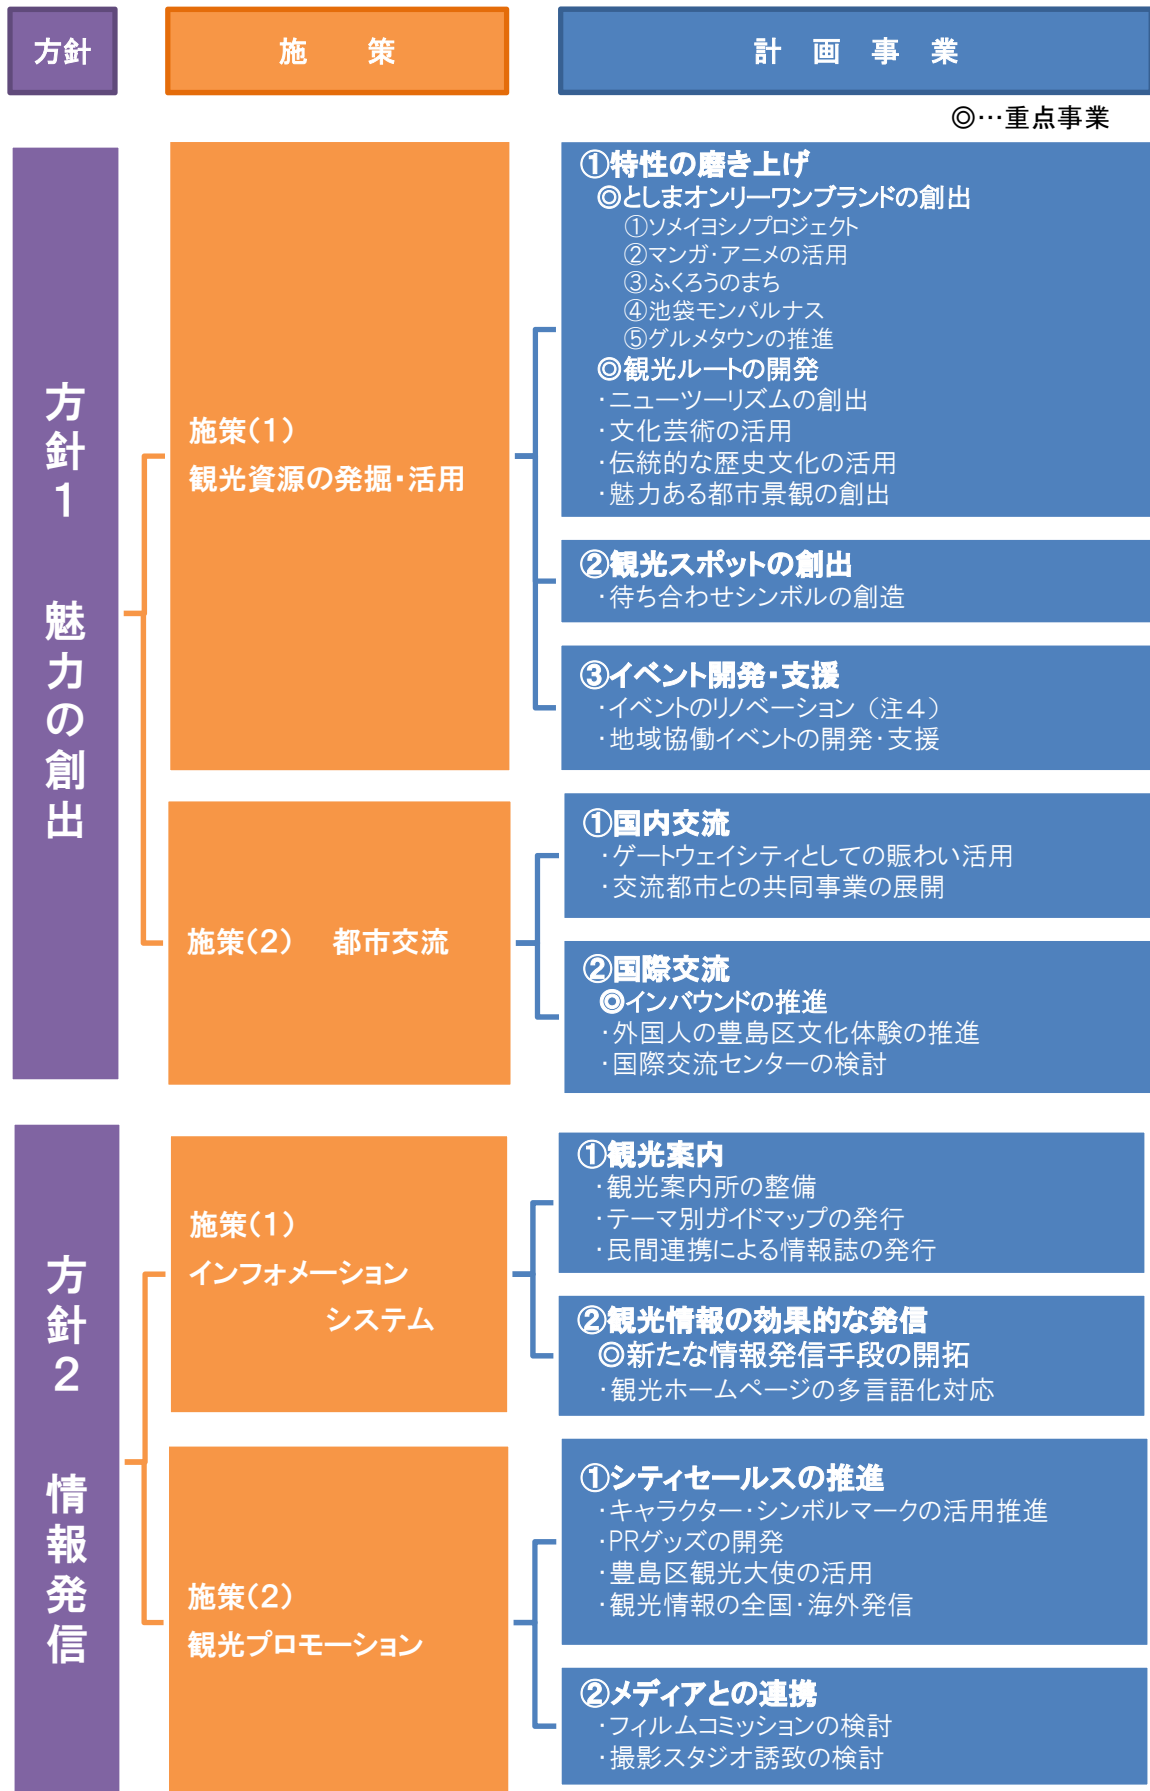 方針
施　策
計 画 事 業
◎…重点事業
方針1　魅力の創出
施策(1)
観光資源の発掘・活用
①特性の磨き上げ
◎としまオンリーワンブランドの創出
①ソメイヨシノプロジェクト
②マンガ・アニメの活用
③ふくろうのまち
④池袋モンパルナス
⑤グルメタウンの推進
◎観光ルートの開発
・ニューツーリズムの創出
・文化芸術の活用
・伝統的な歴史文化の活用
・魅力ある都市景観の創出
②観光スポットの創出
・待ち合わせシンボルの創造
③イベント開発・支援
・イベントのリノベーション（注4）
・地域協働イベントの開発・支援
施策(2)　都市交流
①国内交流
・ゲートウェイシティとしての賑わい活用
・交流都市との共同事業の展開
②国際交流
◎インバウンドの推進
・外国人の豊島区文化体験の推進
・国際交流センターの検討
方針2　情報発信
施策(1)
インフォメーション
システム
①観光案内
・観光案内所の整備
・テーマ別ガイドマップの発行
・民間連携による情報誌の発行
②観光情報の効果的な発信
◎新たな情報発信手段の開拓
・観光ホームページの多言語化対応
施策(2)
観光プロモーション
①シティセールスの推進
・キャラクター・シンボルマークの活用推進
・PRグッズの開発
・豊島区観光大使の活用
・観光情報の全国・海外発信
②メディアとの連携
・フィルムコミッションの検討
・撮影スタジオ誘致の検討